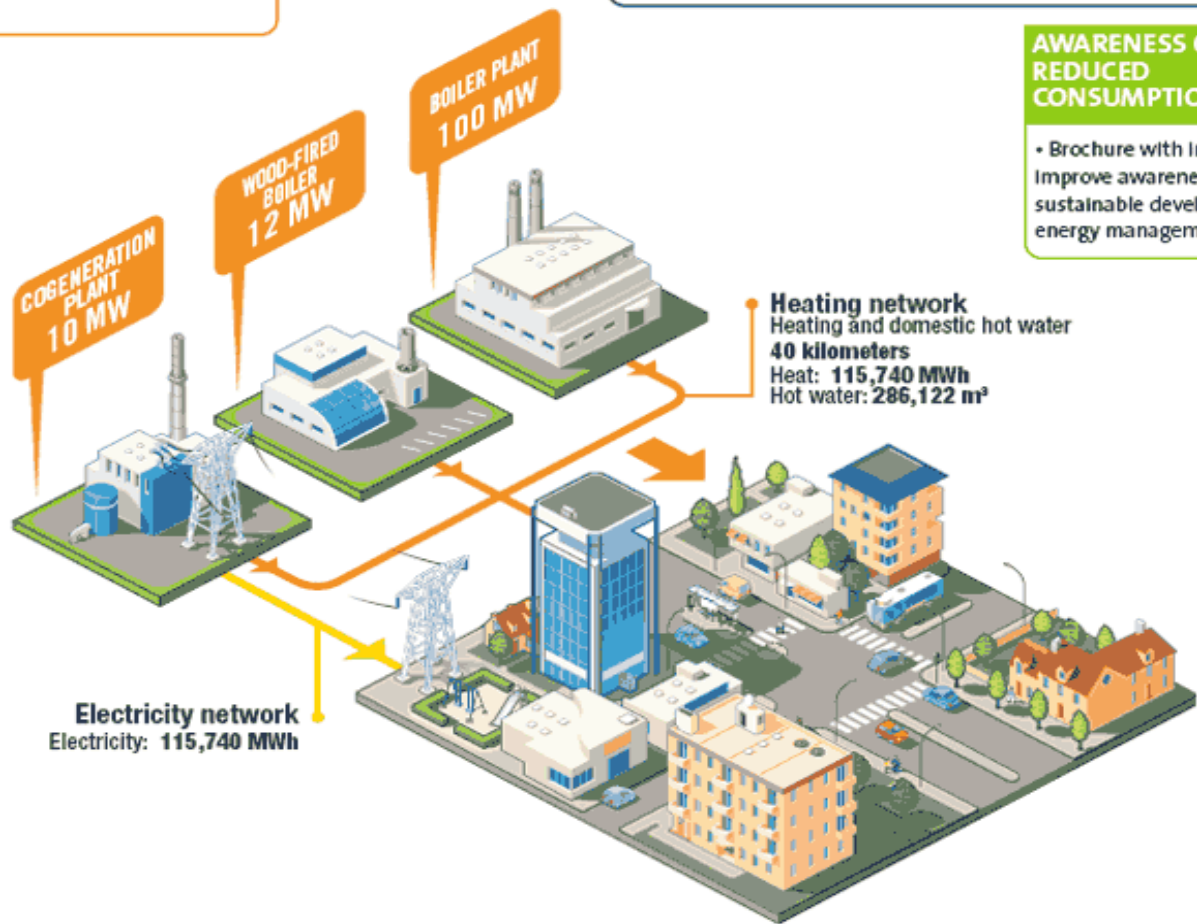 BOILER PLANT
100 MW
WOOD-FIRED
BOILER
12 MW
COGENERATION
PLANT
10 MW
AWARENESS
REDUCED
Brochure with
improve
sustainable
energy
Heating network
Heating and domestic hot water
40 kilometers
Heat: 115,740 MWh
Hot water: 286,122 m³
Electricity network
Electricity: 115,740 MWh